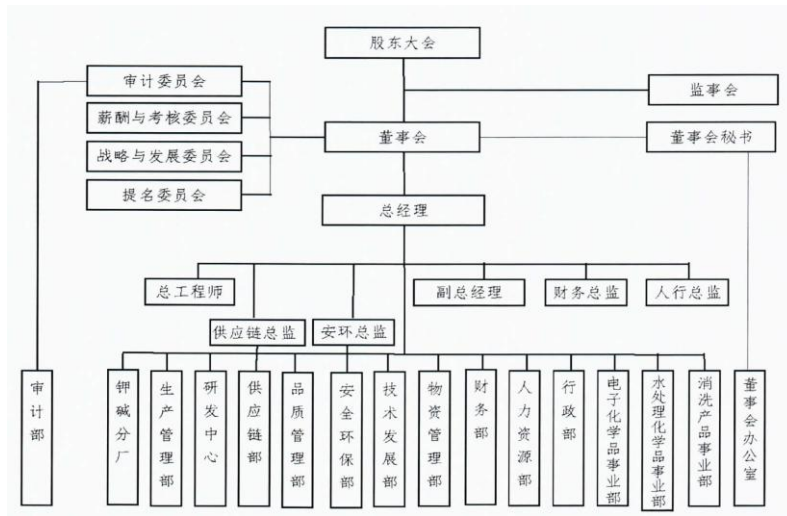 股东大会
审计委员会
监事会
薪酬与考核委员会
董事会
董事会秘书
战略与发展委员会
提名委员会
总经理
总工程师
副总经理
财务总监
人行总监
供应链总监
安环总监
审计部
钾碱分厂
生产管理部
研发中心
供应链部
品质管理部
安全环保部
技术发展部
物资管理部
财务部
人力资源部
行政部
电子化学品事业部
水处理化学品事业部
消洗产品事业部
董事会办公室